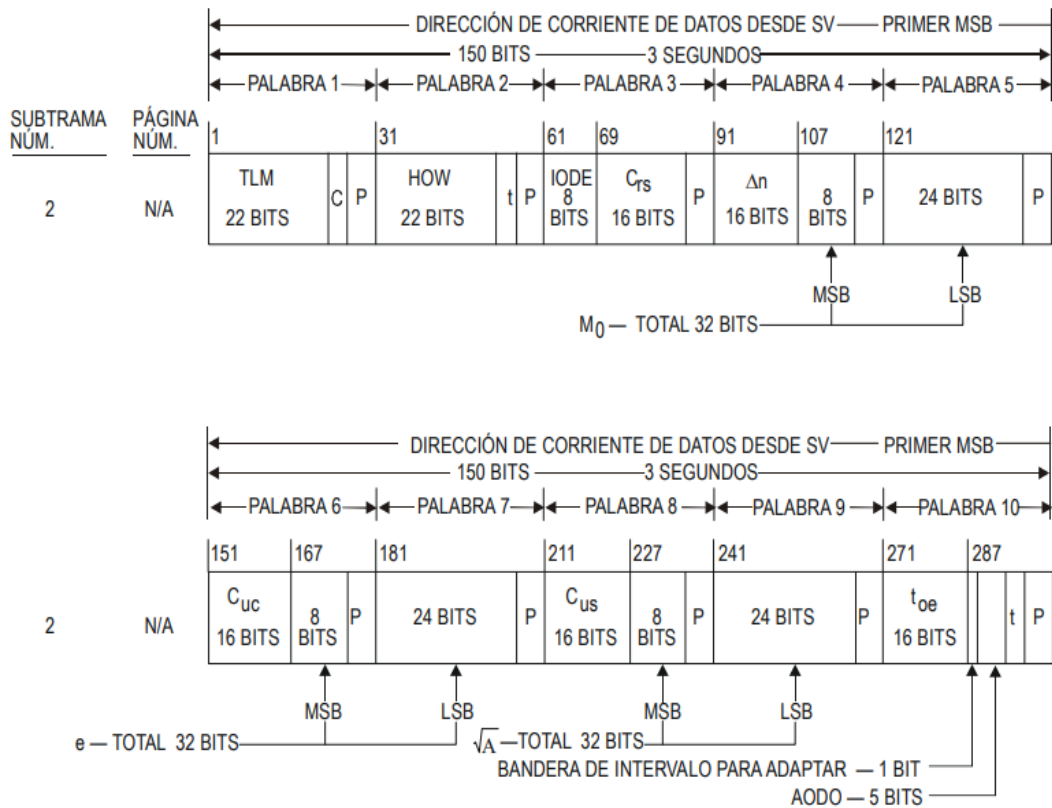 DIRECCIÓN DE CORRIENTE DE DATOS DESDE SV PRIMER MSB
150 BITS 3 SEGUNDOS
PALABRA 1 PALABRA 2 PALABRA 3 PALABRA 4 PALABRA 5
SUBTRAMA NÚM. PÁGINA NÚM.
1 31 61 69 91 107 121
TLM HOW IODE Crs Δn
2 N/A 22 BITS C P 22 BITS t P 8 BITS 16 BITS P 16 BITS 8 BITS P 24 BITS P
MSB LSB
M0 — TOTAL 32 BITS
DIRECCIÓN DE CORRIENTE DE DATOS DESDE SV PRIMER MSB
150 BITS 3 SEGUNDOS
PALABRA 6 PALABRA 7 PALABRA 8 PALABRA 9 PALABRA 10
151 167 181 211 227 241 271 287
Cuc Cus toe
2 N/A 16 BITS 8 BITS P 24 BITS P 16 BITS 8 BITS P 24 BITS P 16 BITS t P
MSB LSB MSB LSB
e — TOTAL 32 BITS √A — TOTAL 32 BITS
BANDERA DE INTERVALO PARA ADAPTAR — 1 BIT
AODO — 5 BITS